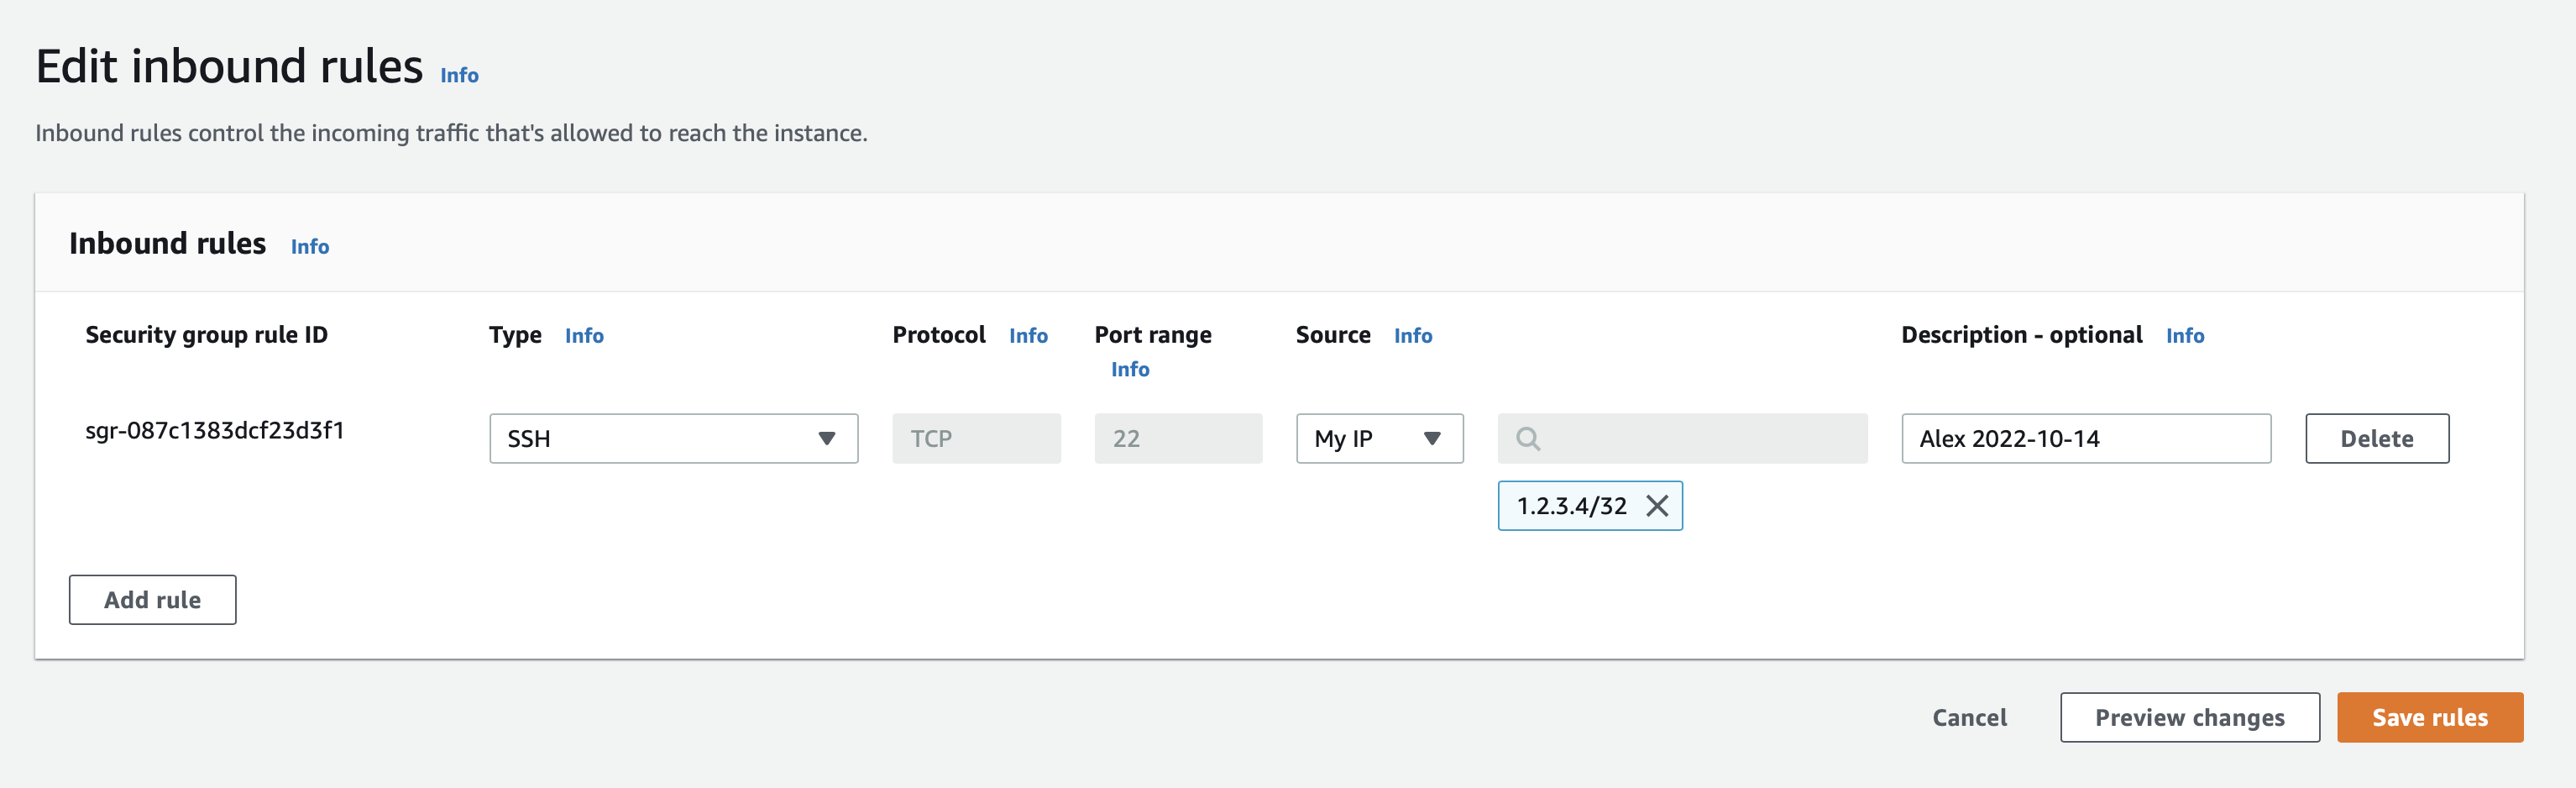 Edit inbound rules Info
Inbound rules control the incoming traffic that's allowed to reach the instance.
Inbound rules Info
Security group rule ID Type Info Protocol Info Port range Info Source Info Description - optional Info
sgr-087c1383dcf23d3f1 SSH TCP 22 My IP Alex 2022-10-14 Delete
1.2.3.4/32
Add rule
Cancel Preview changes Save rules